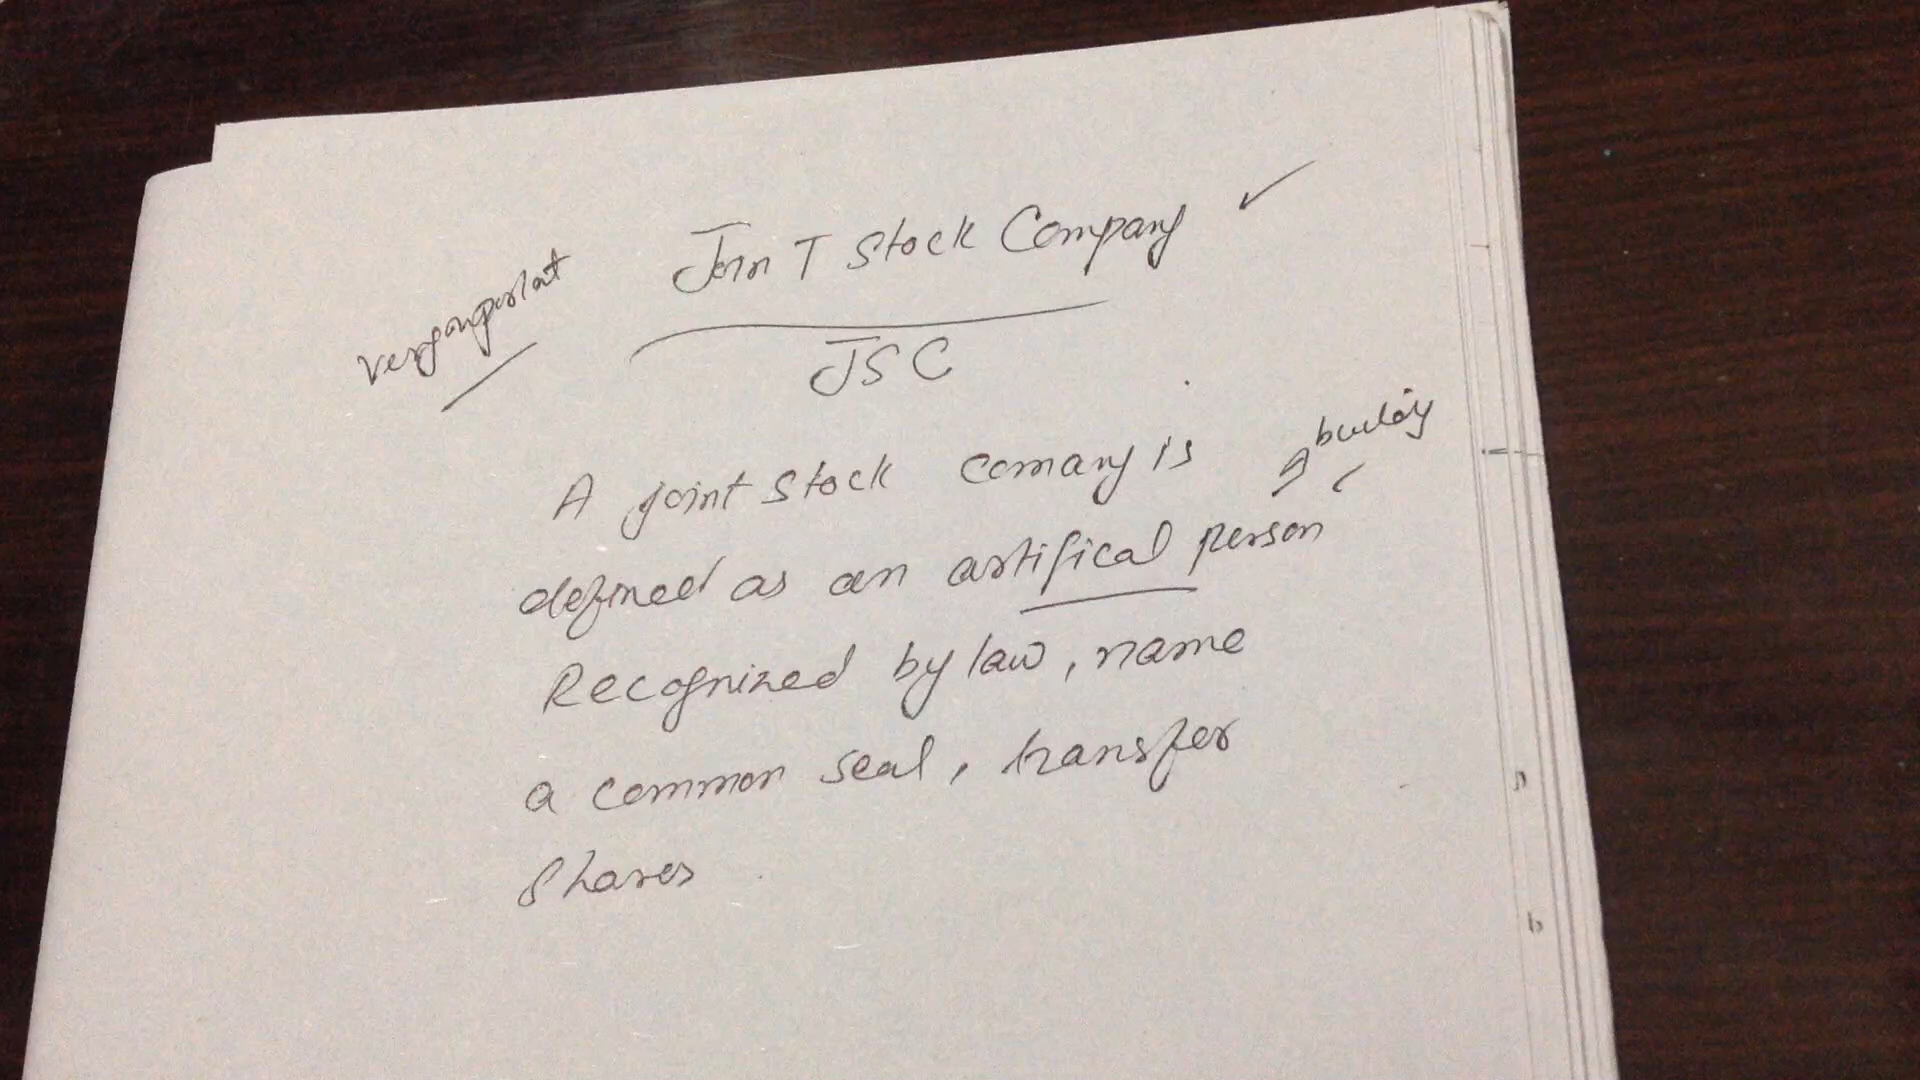 Join T Stock Company
JSC
A joint Stock Comany is
defined as an artifical person
Recognized by law, name
a common seal, transfer
shares